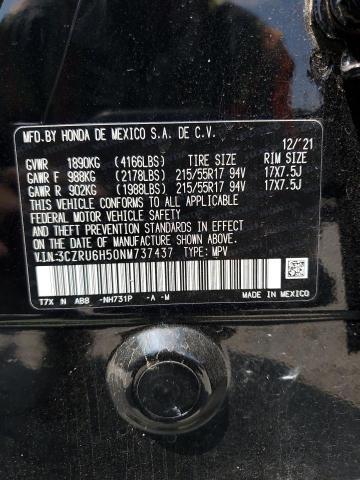 MFD.BY HONDA DE MEXICO S.A. DE C.V.
12/'21
GVWR 1890KG (4166LBS) TIRE SIZE RIM SIZE
GAWR F 988KG (2178LBS) 215/55R17 94V 17X7.5J
GAWR R 902KG (1988LBS) 215/55R17 94V 17X7.5J
THIS VEHICLE CONFORMS TO ALL APPLICABLE
FEDERAL MOTOR VEHICLE SAFETY
AND THEFT PREVENTION STANDARDS IN EFFECT
ON THE DATE OF MANUFACTURE SHOWN ABOVE.
V.I.N:3CZRU6H50NM737437 TYPE: MPV
T7X N AB8 -NH731P -A -M
MADE IN MEXICO